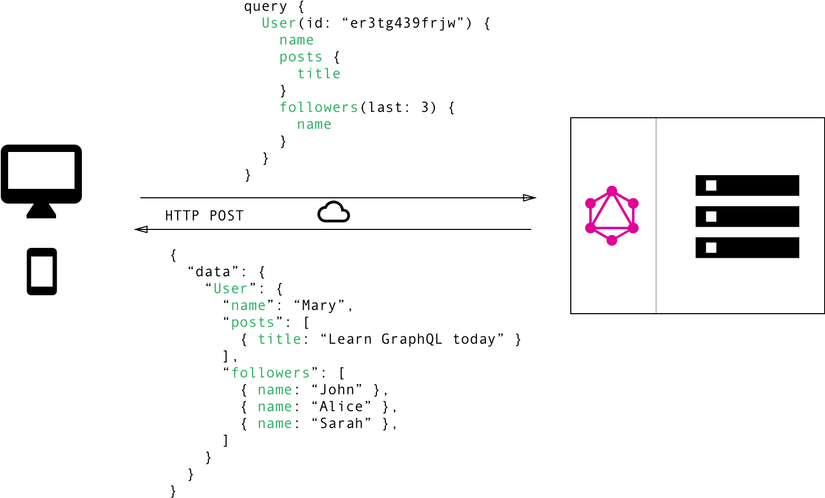 query {
  User(id: “er3tg439frjw”) {
    name
    posts {
      title
    }
    followers(last: 3) {
      name
    }
  }
}
HTTP POST
{
  “data”: {
    “User”: {
      “name”: “Mary”,
      “posts”: [
        { title: “Learn GraphQL today” }
      ],
      “followers”: [
        { name: “John” },
        { name: “Alice” },
        { name: “Sarah” },
      ]
    }
  }
}